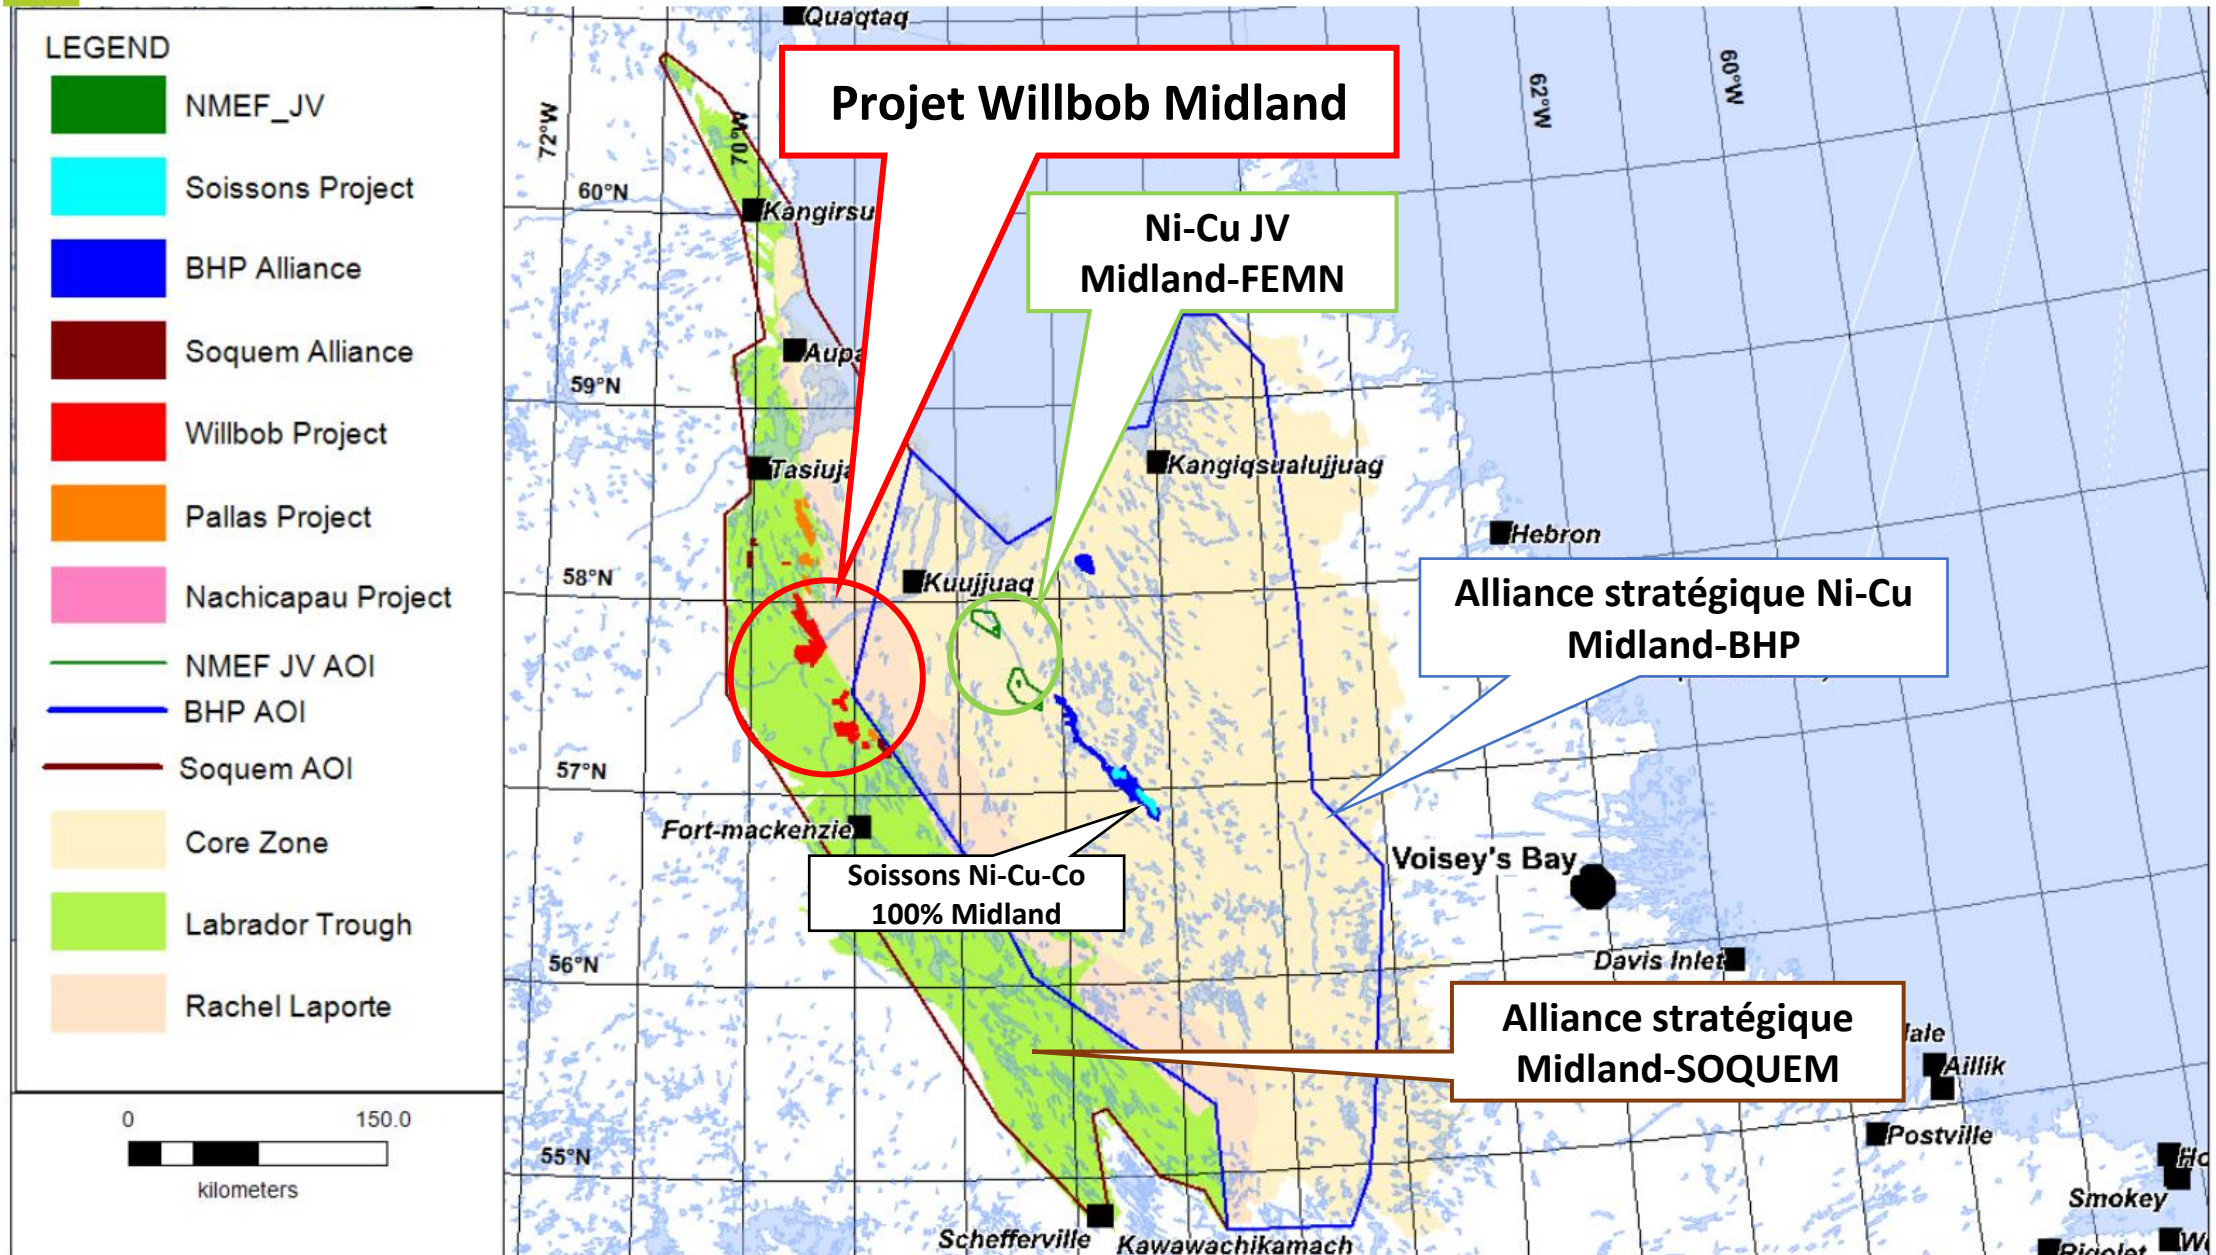 LEGEND
NMEF_JV
Soissons Project
BHP Alliance
Soquem Alliance
Willbob Project
Pallas Project
Nachicapau Project
NMEF JV AOI
BHP AOI
Soquem AOI
Core Zone
Labrador Trough
Rachel Laporte
0 150.0
kilometers
Quaqtaq
72°W
70°W
62°W
60°W
Projet Willbob Midland
60°N
Kangirsu
Ni-Cu JV
Midland-FEMN
Aupa
59°N
Tasiuja
Kangiqsualujjuaq
Hebron
58°N
Kuujjuaq
Alliance stratégique Ni-Cu
Midland-BHP
57°N
Fort-mackenzie
Soissons Ni-Cu-Co
100% Midland
Voisey's Bay
56°N
Davis Inlet
Alliance stratégique
Midland-SOQUEM
Aillik
Postville
55°N
Smokey
Schefferville
Kawawachikamach
Rigolet